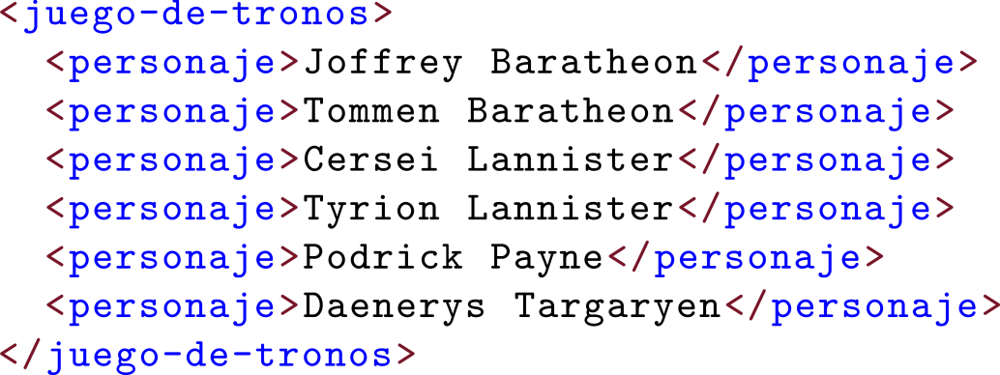 <juego-de-tronos>
  <personaje>Joffrey Baratheon</personaje>
  <personaje>Tommen Baratheon</personaje>
  <personaje>Cersei Lannister</personaje>
  <personaje>Tyrion Lannister</personaje>
  <personaje>Podrick Payne</personaje>
  <personaje>Daenerys Targaryen</personaje>
</juego-de-tronos>